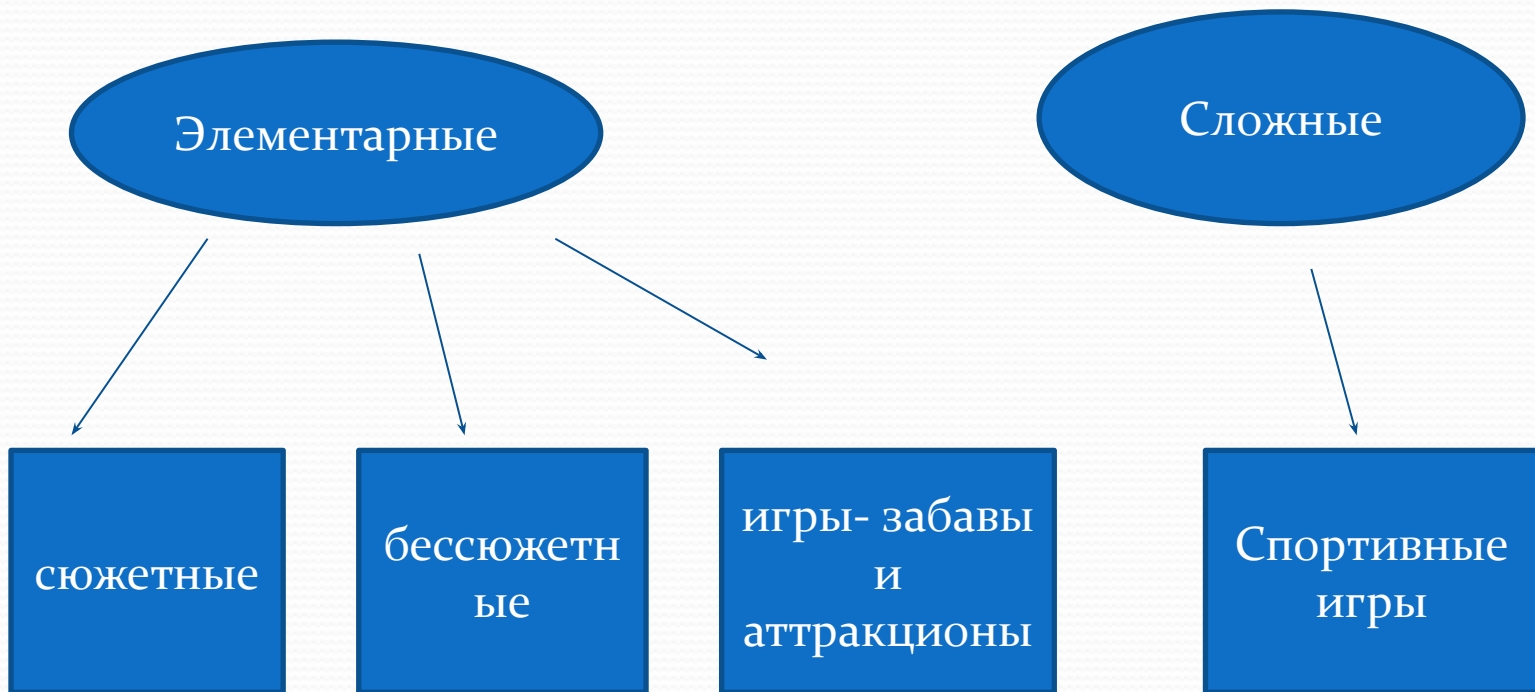 Элементарные
Сложные
сюжетные
бессюжетн
ые
игры- забавы
и
аттракционы
Спортивные
игры